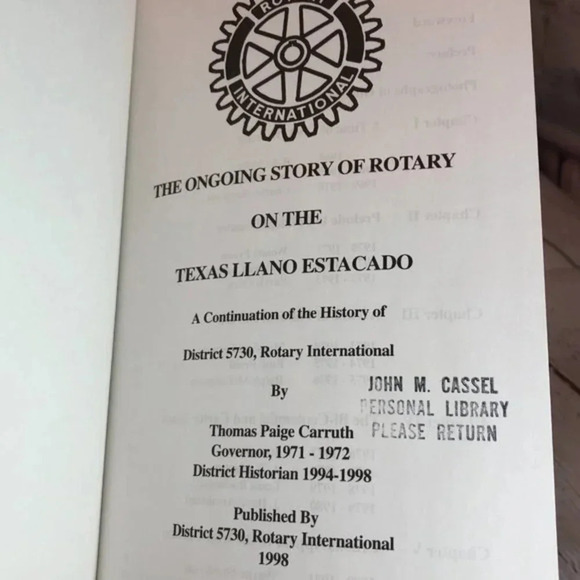 ROTARY
INTERNATIONAL
THE ONGOING STORY OF ROTARY
ON THE
TEXAS LLANO ESTACADO
A Continuation of the History of
District 5730, Rotary International
By
Thomas Paige Carruth
Governor, 1971 - 1972
District Historian 1994-1998
JOHN M. CASSEL
PERSONAL LIBRARY
PLEASE RETURN
Published By
District 5730, Rotary International
1998